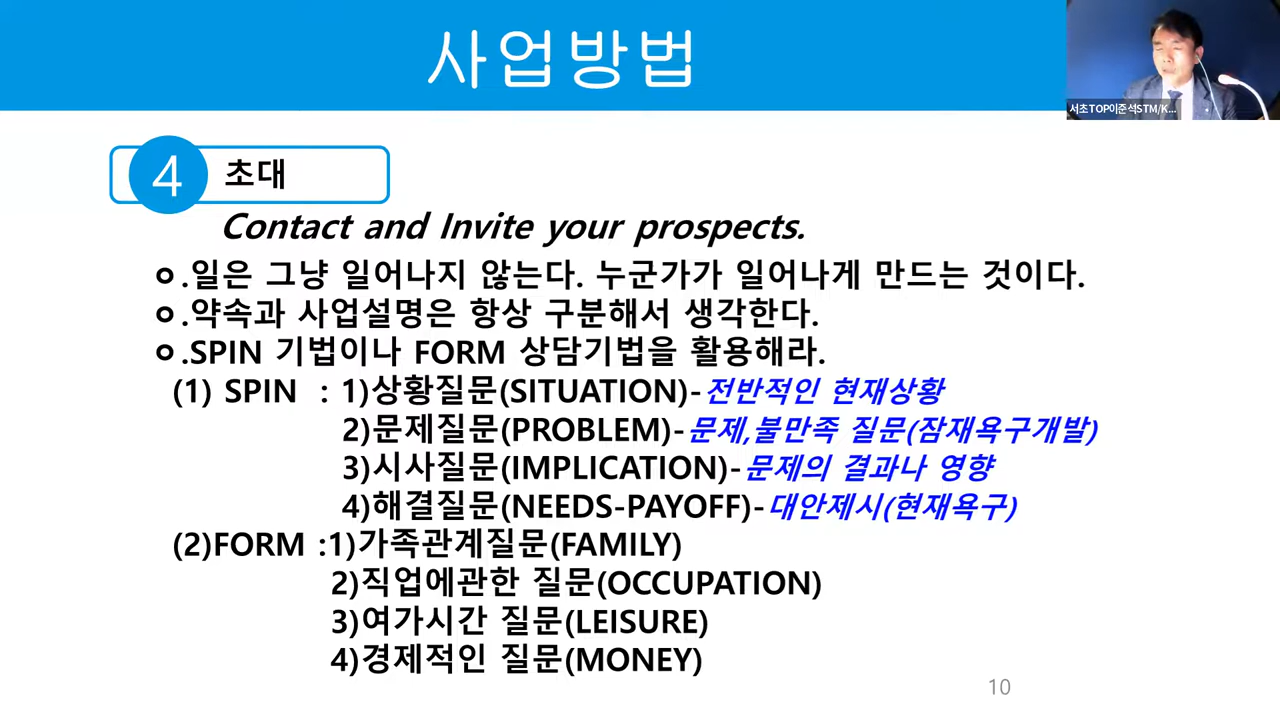 사업방법
서초TOP이준석STM/K...
4 초대
Contact and Invite your prospects.
ㅇ.일은 그냥 일어나지 않는다. 누군가가 일어나게 만드는 것이다.
ㅇ.약속과 사업설명은 항상 구분해서 생각한다.
ㅇ.SPIN 기법이나 FORM 상담기법을 활용해라.
(1) SPIN : 1)상황질문(SITUATION)-전반적인 현재상황
2)문제질문(PROBLEM)-문제,불만족 질문(잠재욕구개발)
3)시사질문(IMPLICATION)-문제의 결과나 영향
4)해결질문(NEEDS-PAYOFF)-대안제시(현재욕구)
(2)FORM :1)가족관계질문(FAMILY)
2)직업에관한 질문(OCCUPATION)
3)여가시간 질문(LEISURE)
4)경제적인 질문(MONEY)
10